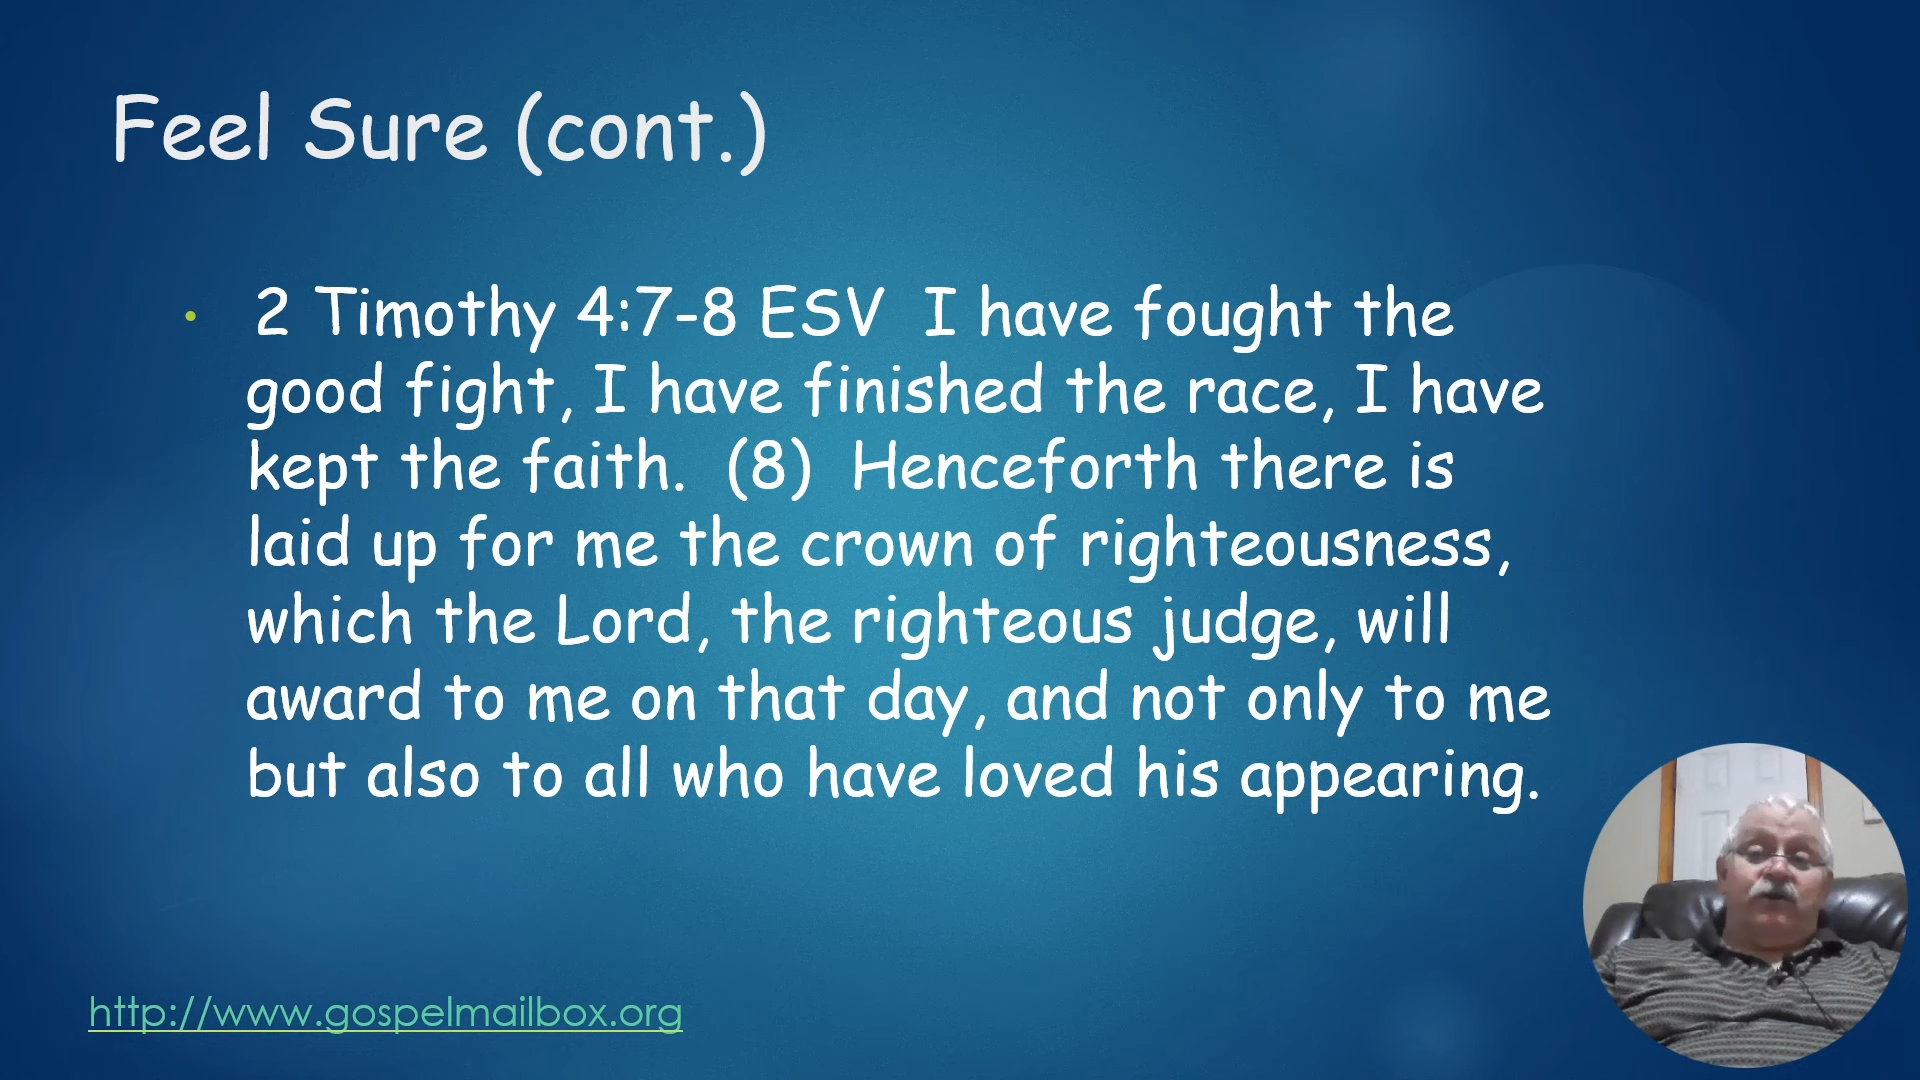 Feel Sure (cont.)
• 2 Timothy 4:7-8 ESV  I have fought the
good fight, I have finished the race, I have
kept the faith.  (8)  Henceforth there is
laid up for me the crown of righteousness,
which the Lord, the righteous judge, will
award to me on that day, and not only to me
but also to all who have loved his appearing.
http://www.gospelmailbox.org